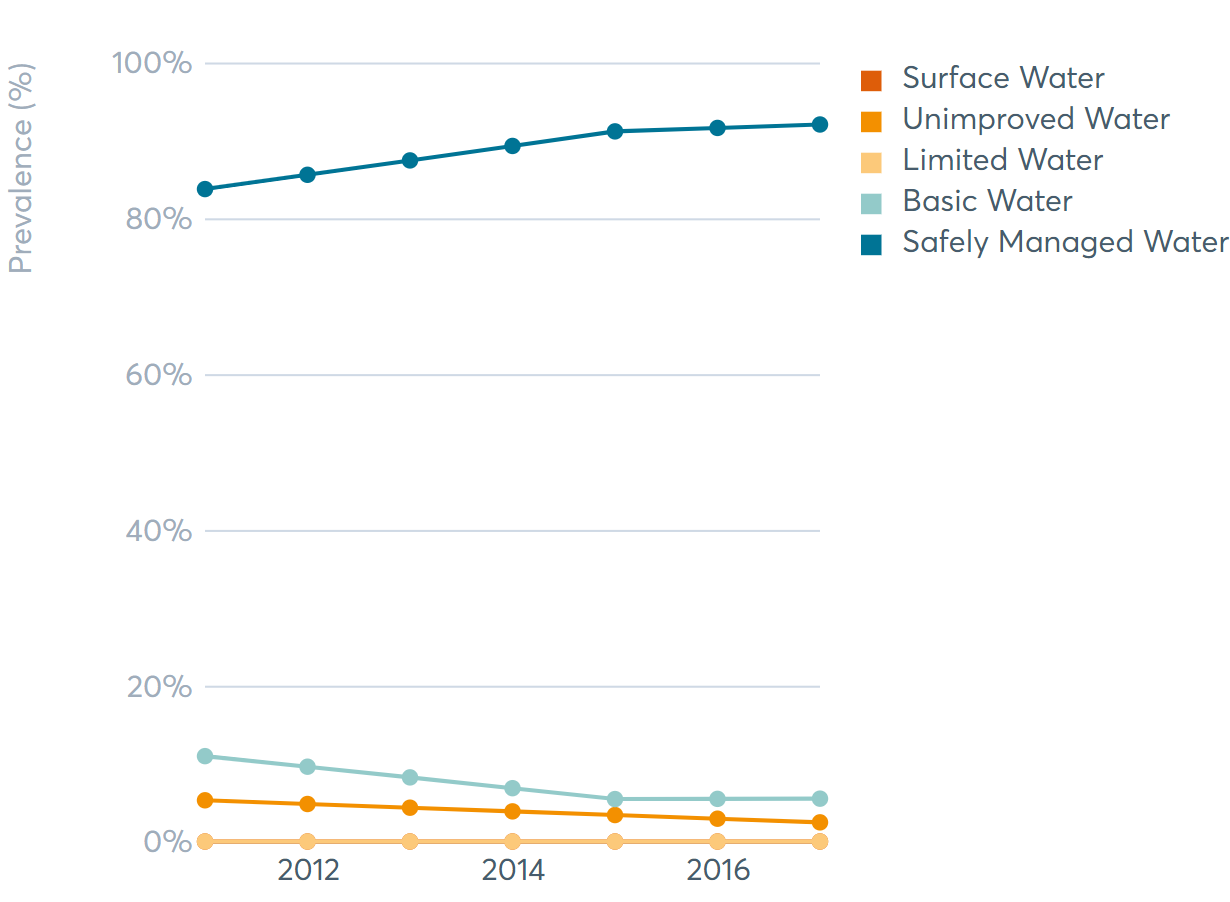 Prevalence (%)
100%
80%
60%
40%
20%
0%
2012
2014
2016
Surface Water
Unimproved Water
Limited Water
Basic Water
Safely Managed Water